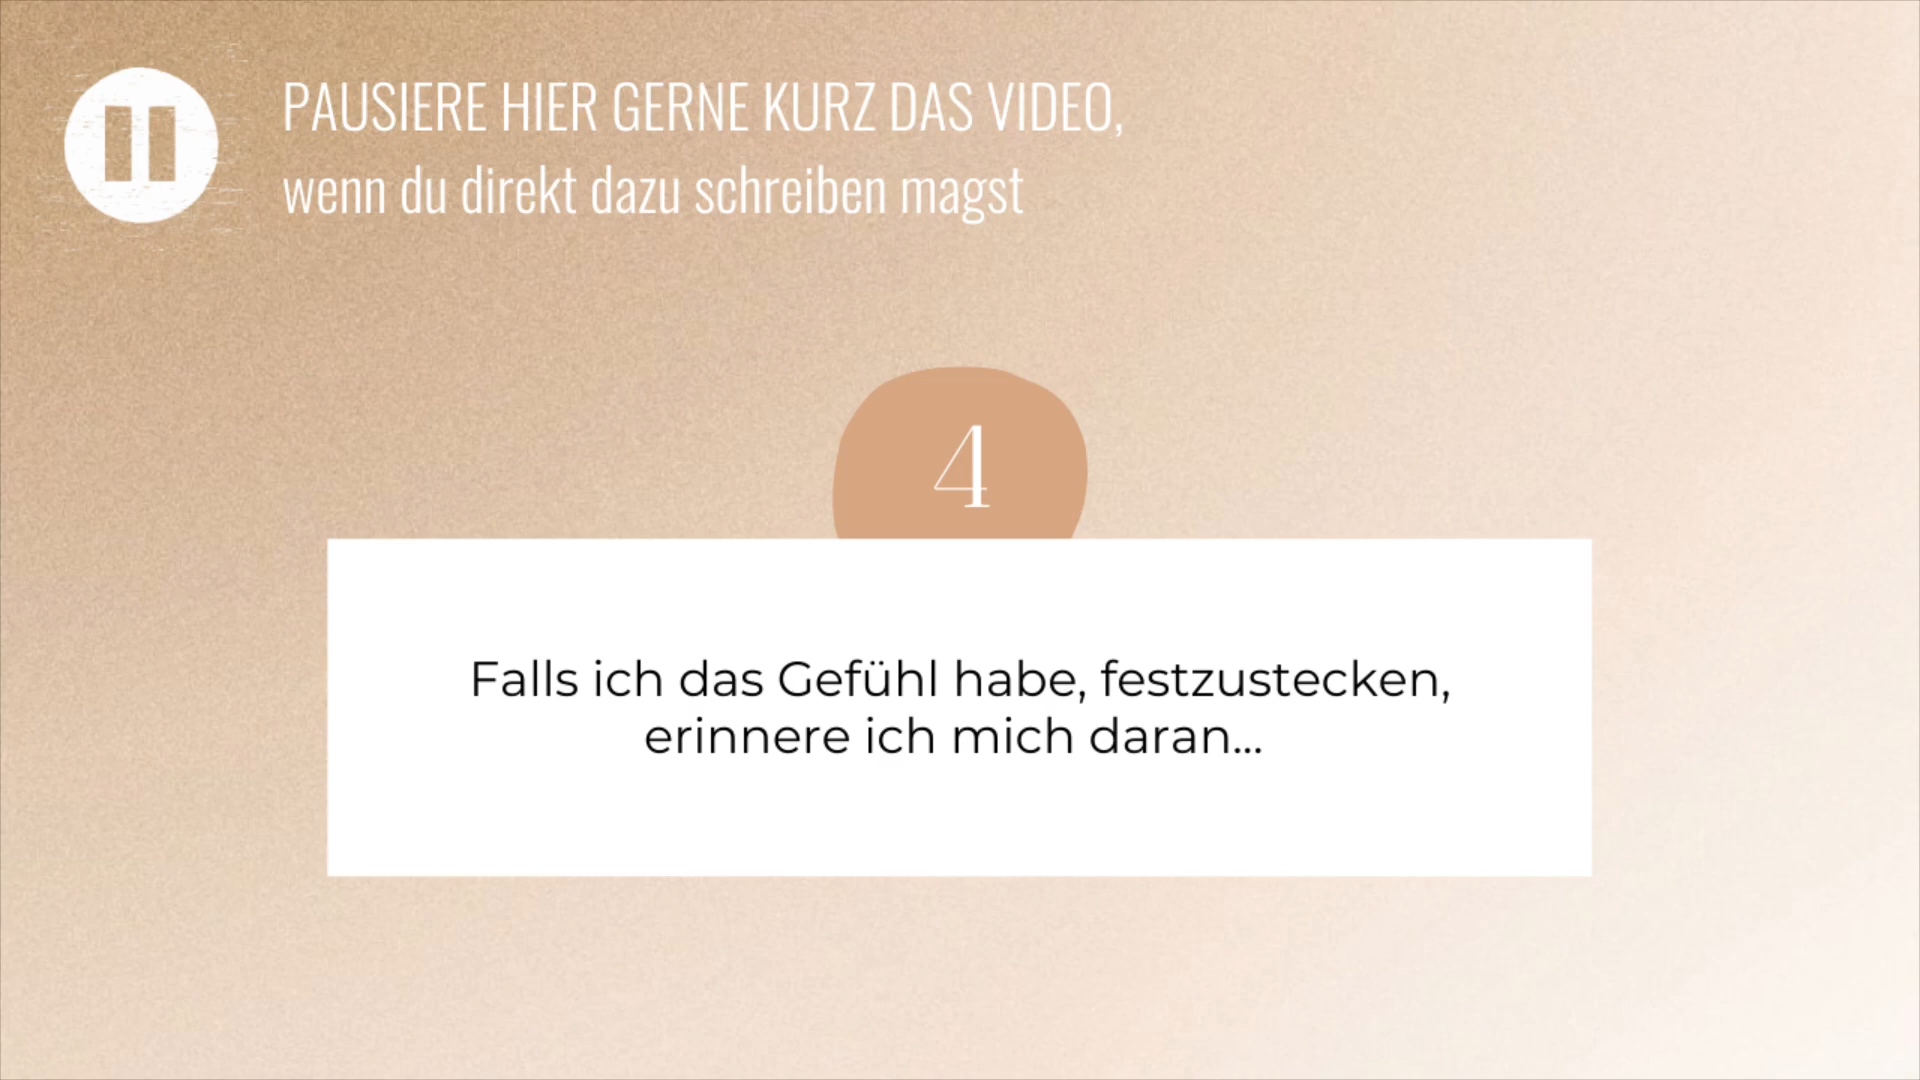 PAUSIERE HIER GERNE KURZ DAS VIDEO,
wenn du direkt dazu schreiben magst
4
Falls ich das Gefühl habe, festzustecken,
erinnere ich mich daran...